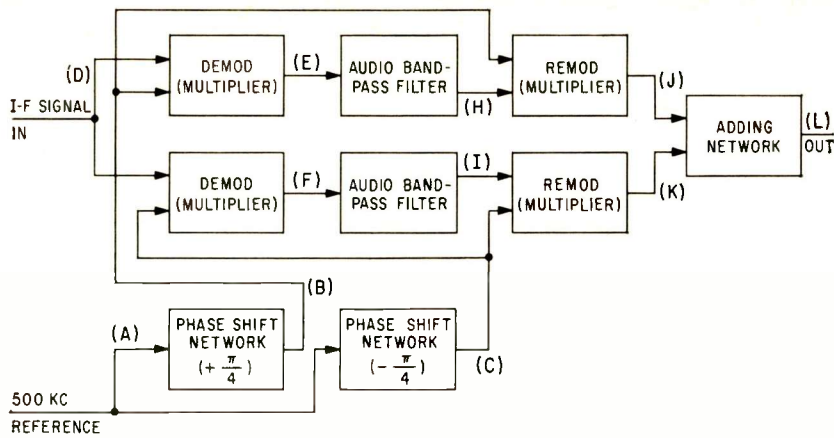 (D)
I-F SIGNAL
IN
DEMOD
(MULTIPLIER)
(E)
AUDIO BAND-
PASS FILTER
(H)
REMOD
(MULTIPLIER)
(J)
ADDING
NETWORK
(L)
OUT
DEMOD
(MULTIPLIER)
(F)
AUDIO BAND-
PASS FILTER
(I)
REMOD
(MULTIPLIER)
(K)
(B)
(A)
PHASE SHIFT
NETWORK
(+ π/4)
PHASE SHIFT
NETWORK
(− π/4)
(C)
500 KC
REFERENCE